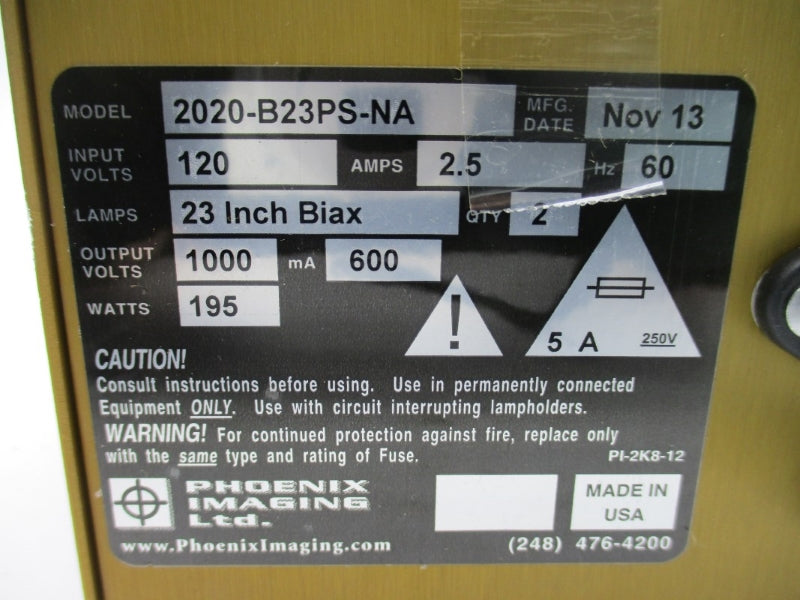 MODEL 2020-B23PS-NA MFG. DATE Nov 13
INPUT VOLTS 120 AMPS 2.5 Hz 60
LAMPS 23 Inch Biax QTY 2
OUTPUT VOLTS 1000 mA 600
WATTS 195
!
5 A 250V
CAUTION!
Consult instructions before using. Use in permanently connected
Equipment ONLY. Use with circuit interrupting lampholders.
WARNING! For continued protection against fire, replace only
with the same type and rating of Fuse. PI-2K8-12
PHOENIX
IMAGING
Ltd.
MADE IN
USA
www.PhoenixImaging.com (248) 476-4200